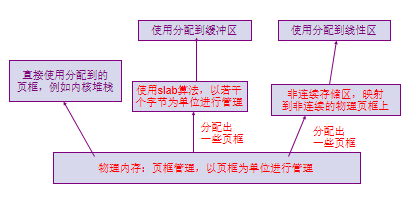 使用分配到缓冲区
使用分配到线性区
直接使用分配到的
页框，例如内核堆栈
使用slab算法，以若干
个字节为单位进行管理
非连续存储区，映射
到非连续的物理页框上
分配出
一些页框
分配出
一些页框
物理内存：页框管理，以页框为单位进行管理